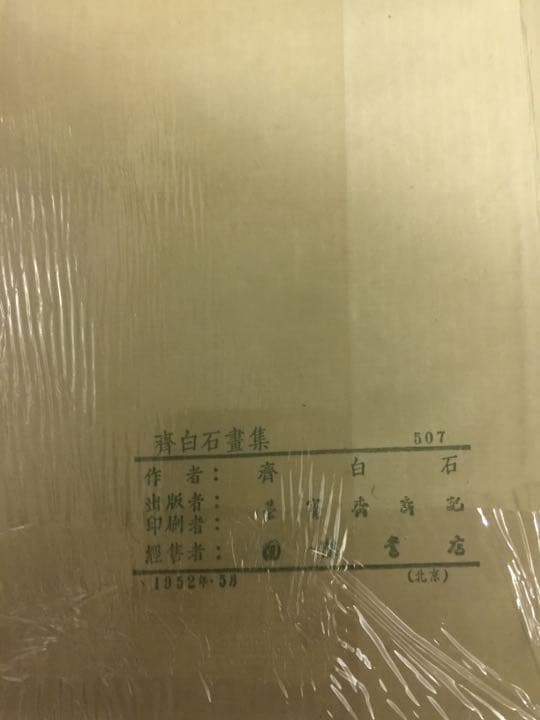 齊白石畫集 507
作者： 齊白石
出版者：
印刷者： 寳齋新記
經售者： 書店
1952年·5月 (北京)